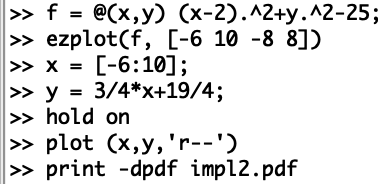 >> f = @(x,y) (x-2).^2+y.^2-25;
>> ezplot(f, [-6 10 -8 8])
>> x = [-6:10];
>> y = 3/4*x+19/4;
>> hold on
>> plot (x,y,'r--')
>> print -dpdf impl2.pdf